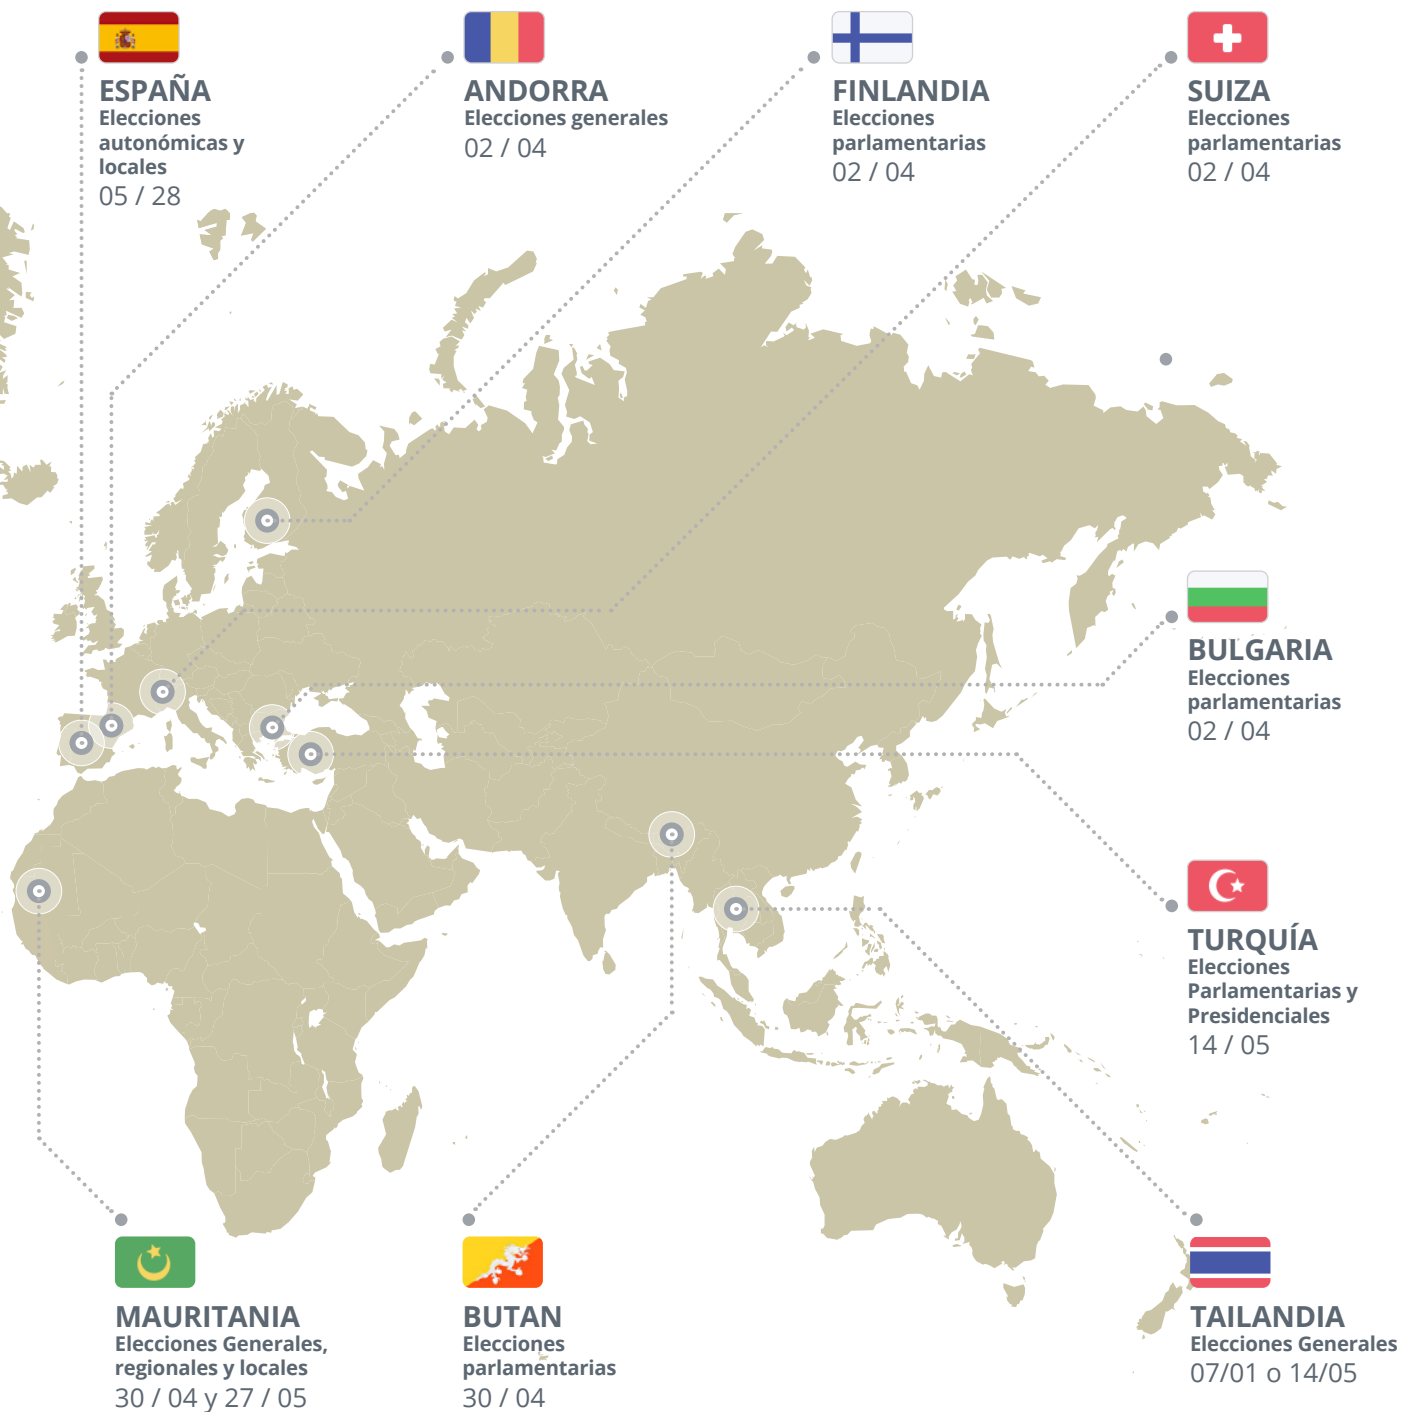 ESPAÑA
Elecciones
autonómicas y
locales
05 / 28
ANDORRA
Elecciones generales
02 / 04
FINLANDIA
Elecciones
parlamentarias
02 / 04
SUIZA
Elecciones
parlamentarias
02 / 04
BULGARIA
Elecciones
parlamentarias
02 / 04
TURQUÍA
Elecciones
Parlamentarias y
Presidenciales
14 / 05
MAURITANIA
Elecciones Generales,
regionales y locales
30 / 04 y 27 / 05
BUTAN
Elecciones
parlamentarias
30 / 04
TAILANDIA
Elecciones Generales
07/01 o 14/05